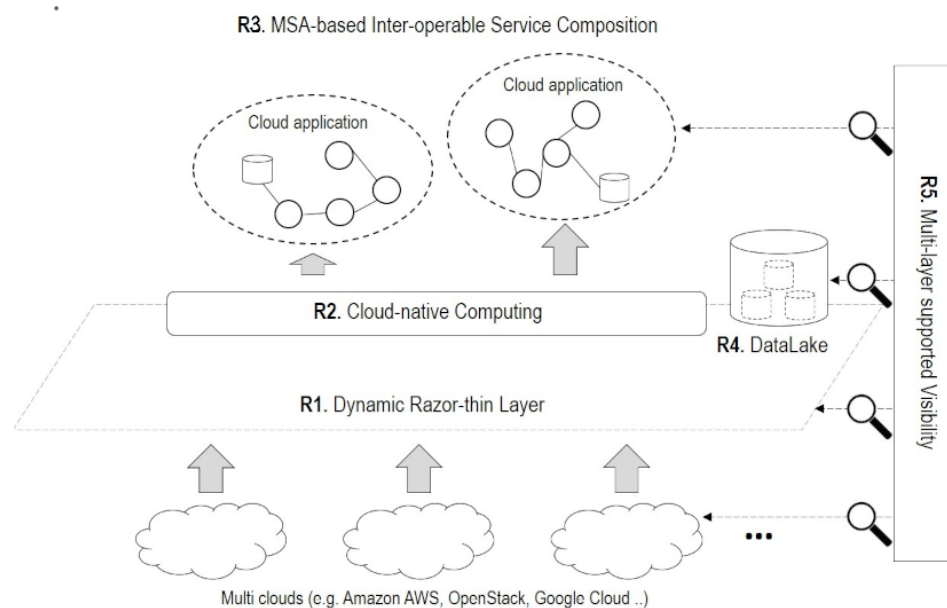 R3. MSA-based Inter-operable Service Composition
Cloud application
Cloud application
R5. Multi-layer supported Visibility
R2. Cloud-native Computing
R4. DataLake
R1. Dynamic Razor-thin Layer
...
Multi clouds (e.g. Amazon AWS, OpenStack, Google Cloud ..)